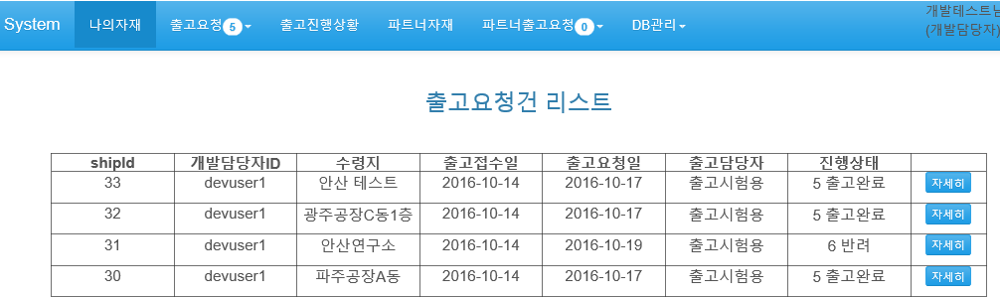 System 나의자재 출고요청 5 출고진행상황 파트너자재 파트너출고요청 0 DB관리 개발테스트님
(개발담당자)
출고요청건 리스트
shipId 개발담당자ID 수령지 출고접수일 출고요청일 출고담당자 진행상태
33 devuser1 안산 테스트 2016-10-14 2016-10-17 출고시험용 5 출고완료 자세히
32 devuser1 광주공장C동1층 2016-10-14 2016-10-17 출고시험용 5 출고완료 자세히
31 devuser1 안산연구소 2016-10-14 2016-10-19 출고시험용 6 반려 자세히
30 devuser1 파주공장A동 2016-10-14 2016-10-17 출고시험용 5 출고완료 자세히